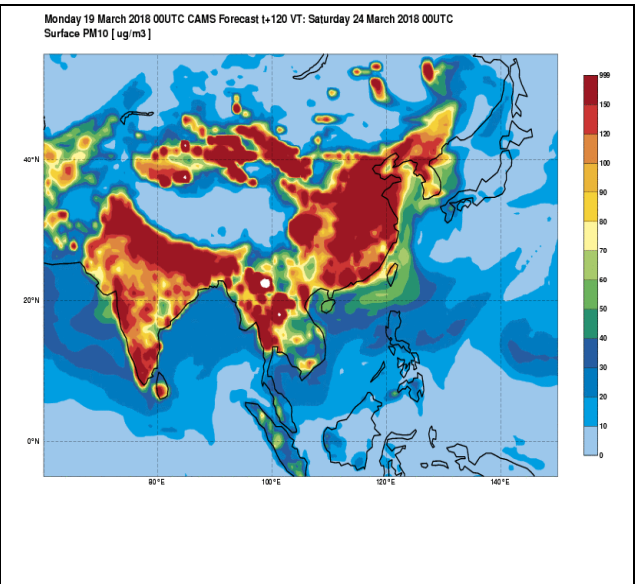 Monday 19 March 2018 00UTC CAMS Forecast t+120 VT: Saturday 24 March 2018 00UTC
Surface PM10 [ ug/m3 ]
999
150
120
100
90
80
70
60
50
40
30
20
10
0
40°N
20°N
0°N
80°E
100°E
120°E
140°E